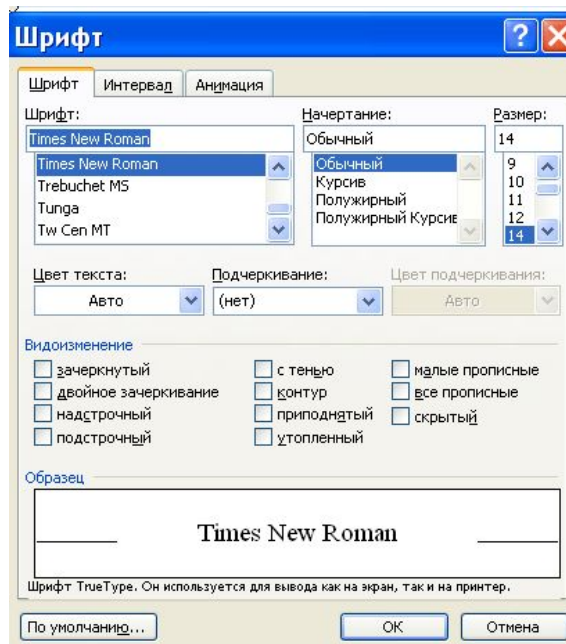 Шрифт
Шрифт Интервал Анимация
Шрифт: Начертание: Размер:
Times New Roman Обычный 14
Times New Roman Обычный 9
Trebuchet MS Курсив 10
Tunga Полужирный 11
Tw Cen MT Полужирный Курсив 12
14
Цвет текста: Подчеркивание: Цвет подчеркивания:
Авто (нет) Авто
Видоизменение
зачеркнутый с тенью малые прописные
двойное зачеркивание контур все прописные
надстрочный приподнятый скрытый
подстрочный утопленный
Образец
Times New Roman
Шрифт TrueType. Он используется для вывода как на экран, так и на принтер.
По умолчанию... ОК Отмена